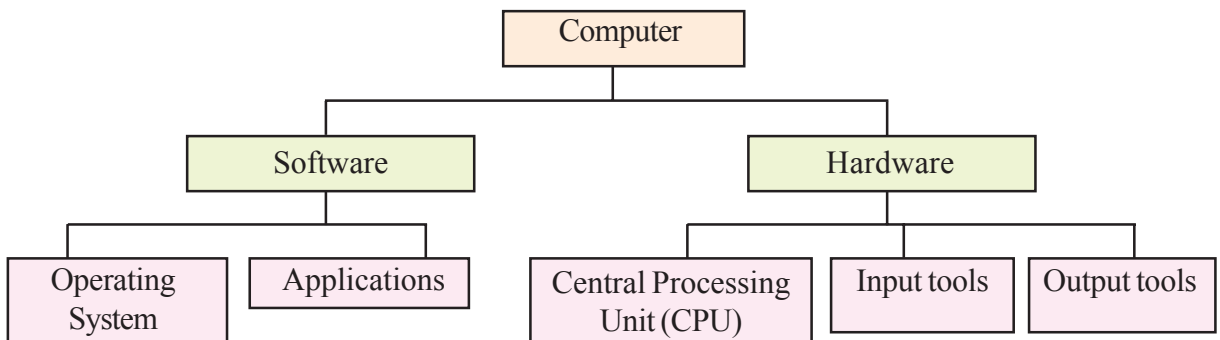 Computer
Software
Hardware
Operating
System
Applications
Central Processing
Unit (CPU)
Input tools
Output tools